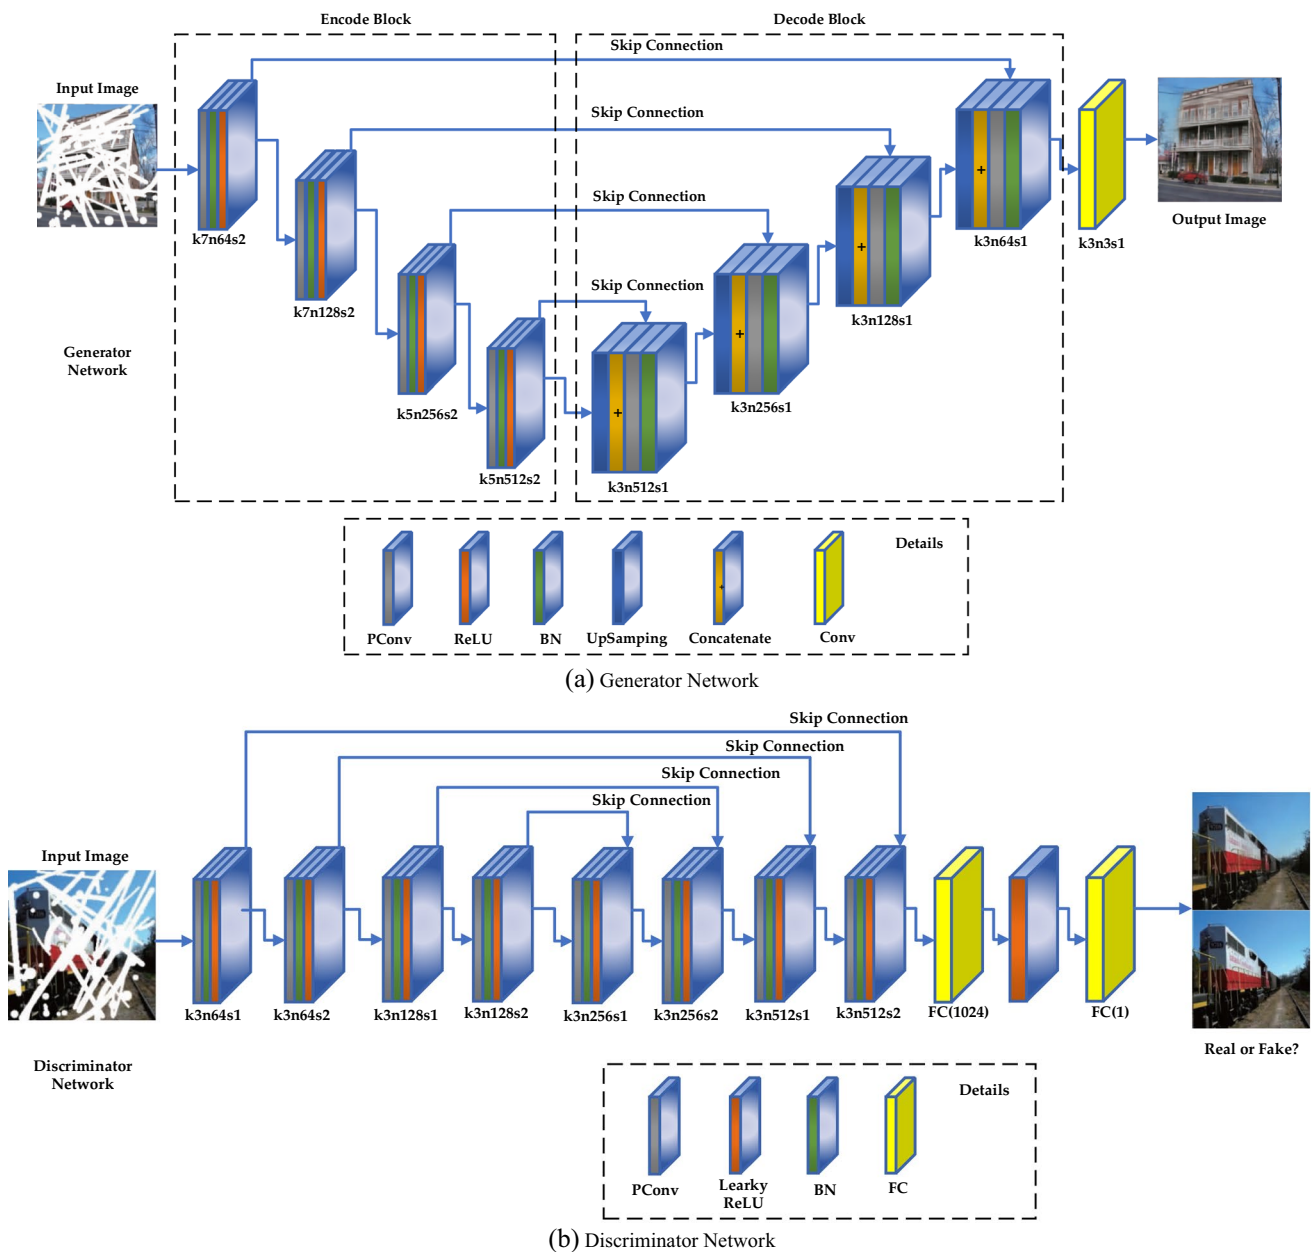 Encode Block
Decode Block
Skip Connection
Input Image
Skip Connection
Skip Connection
Output Image
k7n64s2
k3n64s1
k3n3s1
Skip Connection
k7n128s2
k3n128s1
Generator
Network
k5n256s2
k3n256s1
k5n512s2
k3n512s1
+
+
+
+
Details
PConv
ReLU
BN
UpSamping
Concatenate
Conv
(a) Generator Network
Skip Connection
Skip Connection
Skip Connection
Skip Connection
Input Image
k3n64s1
k3n64s2
k3n128s1
k3n128s2
k3n256s1
k3n256s2
k3n512s1
k3n512s2
FC(1024)
FC(1)
Real or Fake?
Discriminator
Network
Details
PConv
Learky
ReLU
BN
FC
(b) Discriminator Network